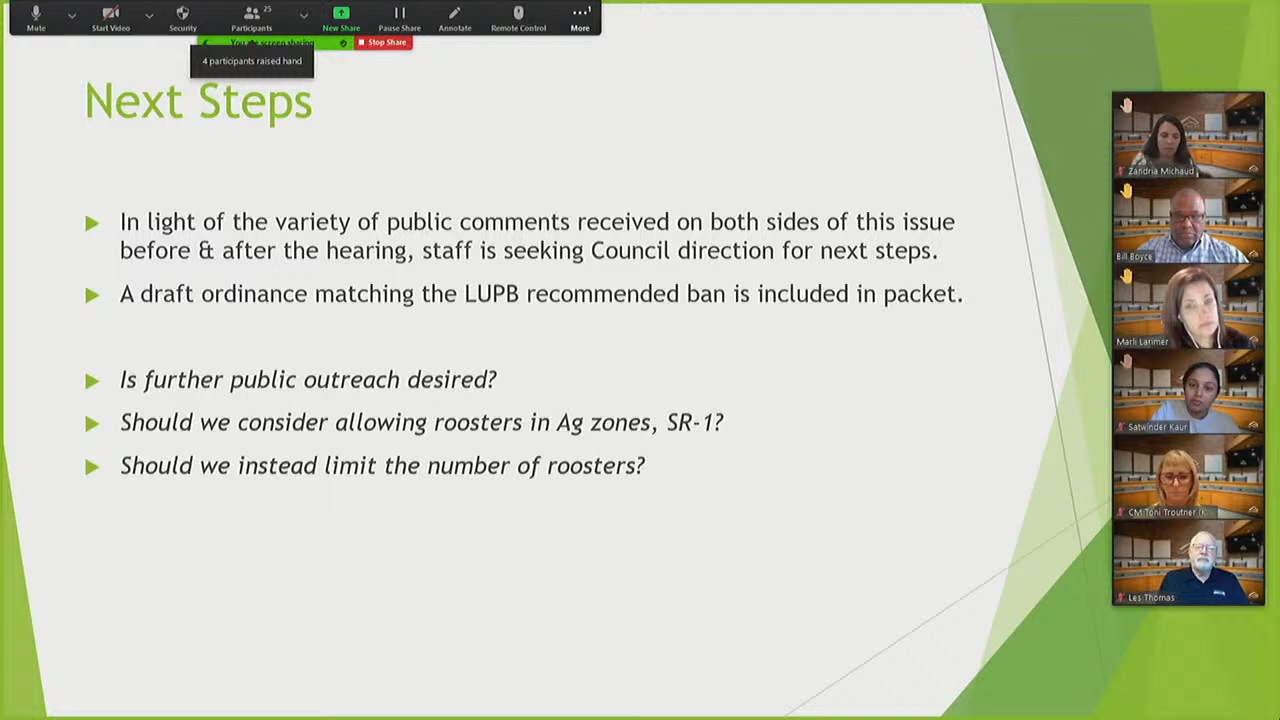 Mute
Start Video
Security
Participants
25
New Share
Pause Share
Annotate
Remote Control
More
1
screen sharing
Stop Share
4 participants raised hand
Next Steps
In light of the variety of public comments received on both sides of this issue
before & after the hearing, staff is seeking Council direction for next steps.
A draft ordinance matching the LUPB recommended ban is included in packet.
Is further public outreach desired?
Should we consider allowing roosters in Ag zones, SR-1?
Should we instead limit the number of roosters?
Zandria Michaud
Bill Boyce
Marli Larimer
Satwinder Kaur
CM Toni Troutner (K...
Les Thomas